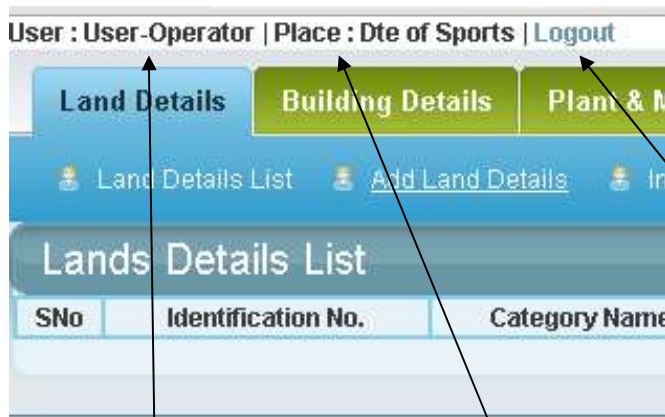 User : User-Operator | Place : Dte of Sports | Logout
Land Details Building Details Plant &
Land Details List Add Land Details
Lands Details List
SNo Identification No. Category Name